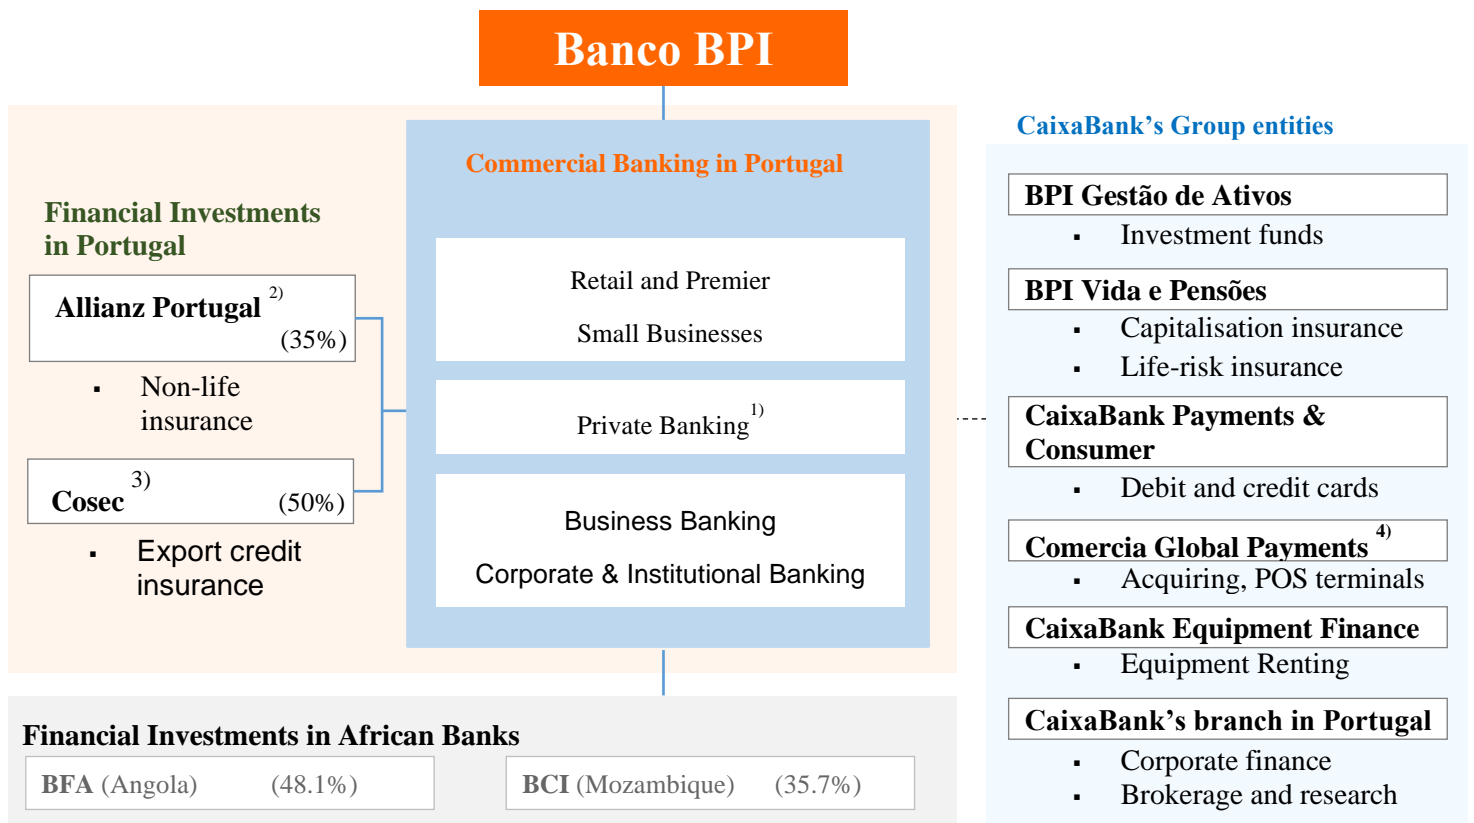 Banco BPI
Financial Investments
in Portugal
Allianz Portugal 2)
(35%)
▪ Non-life
insurance
Cosec 3) (50%)
▪ Export credit
insurance
Commercial Banking in Portugal
Retail and Premier
Small Businesses
Private Banking 1)
Business Banking
Corporate & Institutional Banking
Financial Investments in African Banks
BFA (Angola) (48.1%)
BCI (Mozambique) (35.7%)
CaixaBank’s Group entities
BPI Gestão de Ativos
▪ Investment funds
BPI Vida e Pensões
▪ Capitalisation insurance
▪ Life-risk insurance
CaixaBank Payments &
Consumer
▪ Debit and credit cards
Comercia Global Payments 4)
▪ Acquiring, POS terminals
CaixaBank Equipment Finance
▪ Equipment Renting
CaixaBank’s branch in Portugal
▪ Corporate finance
▪ Brokerage and research